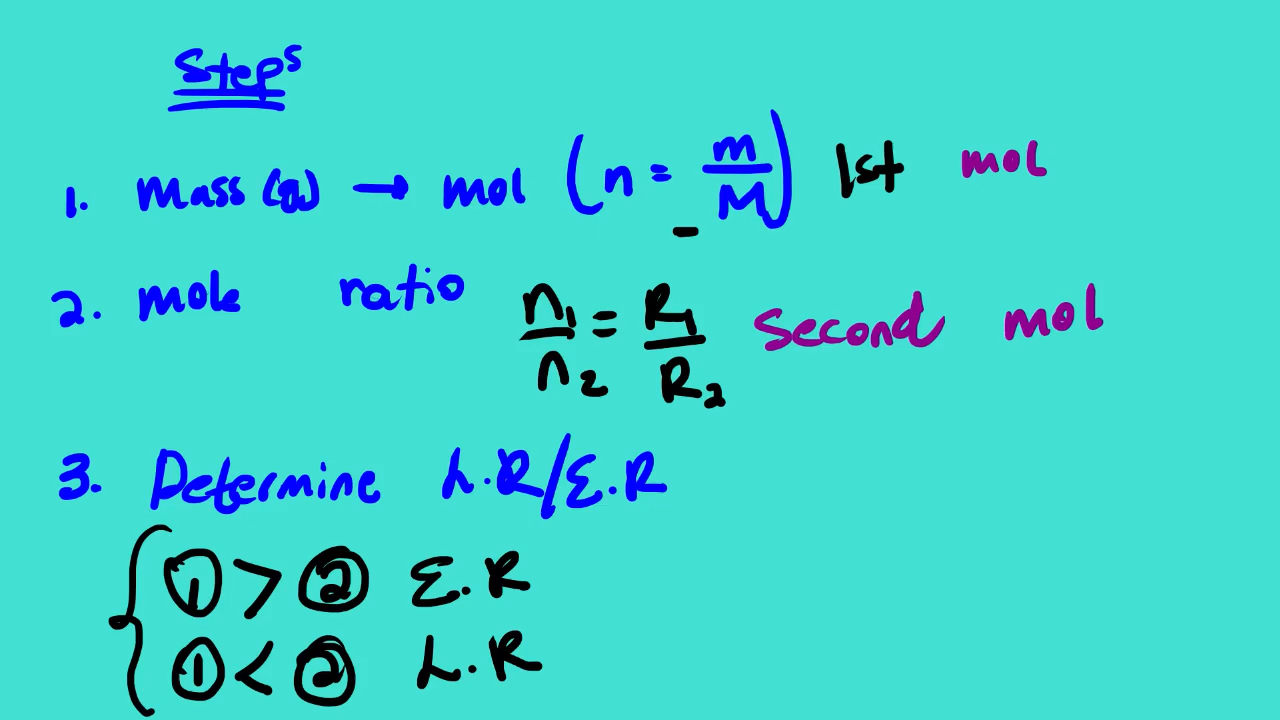 Steps
1. Mass(g) → mol (n = m/M) 1st mol
2. mole ratio n₁/n₂ = R₁/R₂ second mol
3. Determine L.R/E.R
① > ② E.R
① < ② L.R